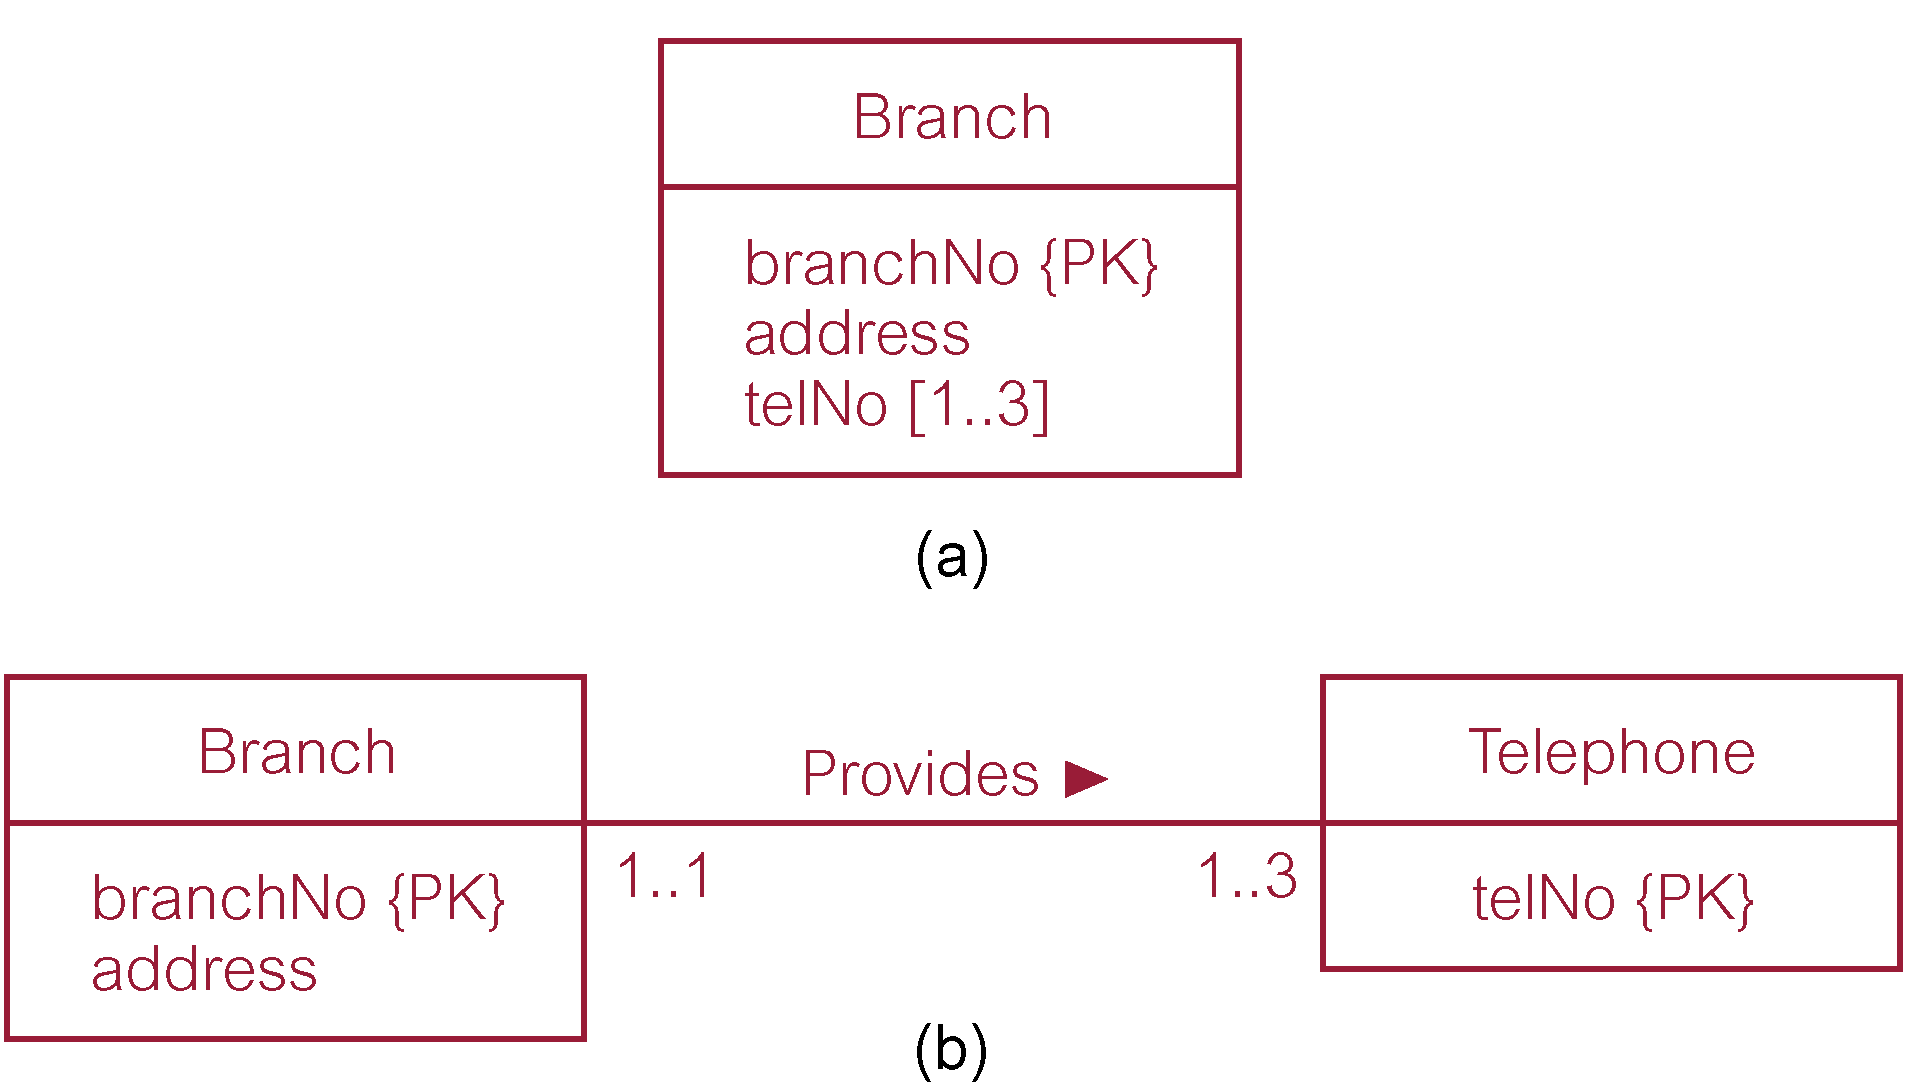 Branch
branchNo {PK}
address
telNo [1..3]
(a)
Branch
branchNo {PK}
address
Provides ▶
1..1
1..3
Telephone
telNo {PK}
(b)